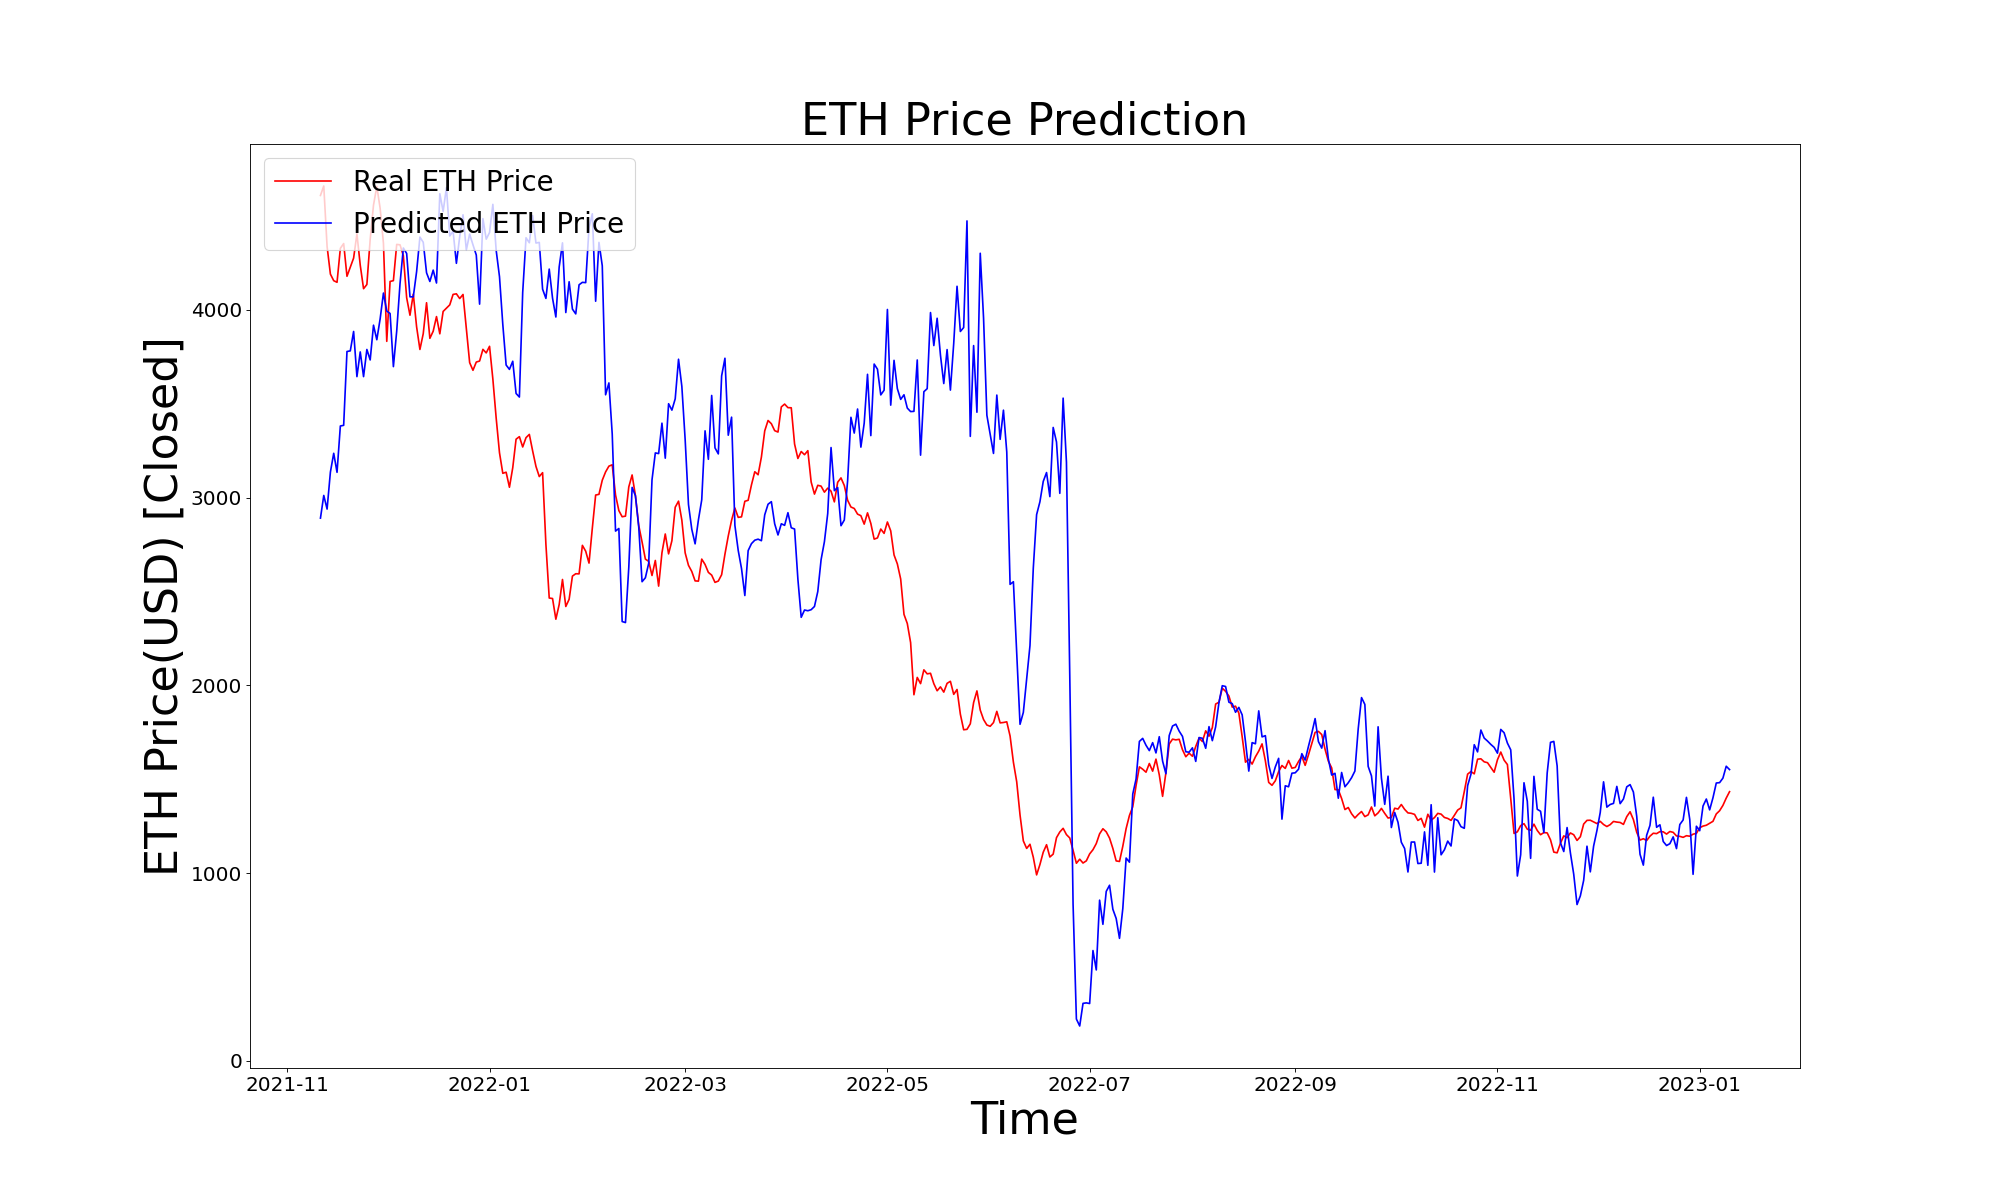 ETH Price Prediction
Real ETH Price
Predicted ETH Price
ETH Price(USD) [Closed]
4000
3000
2000
1000
0
2021-11 2022-01 2022-03 2022-05 2022-07 2022-09 2022-11 2023-01
Time